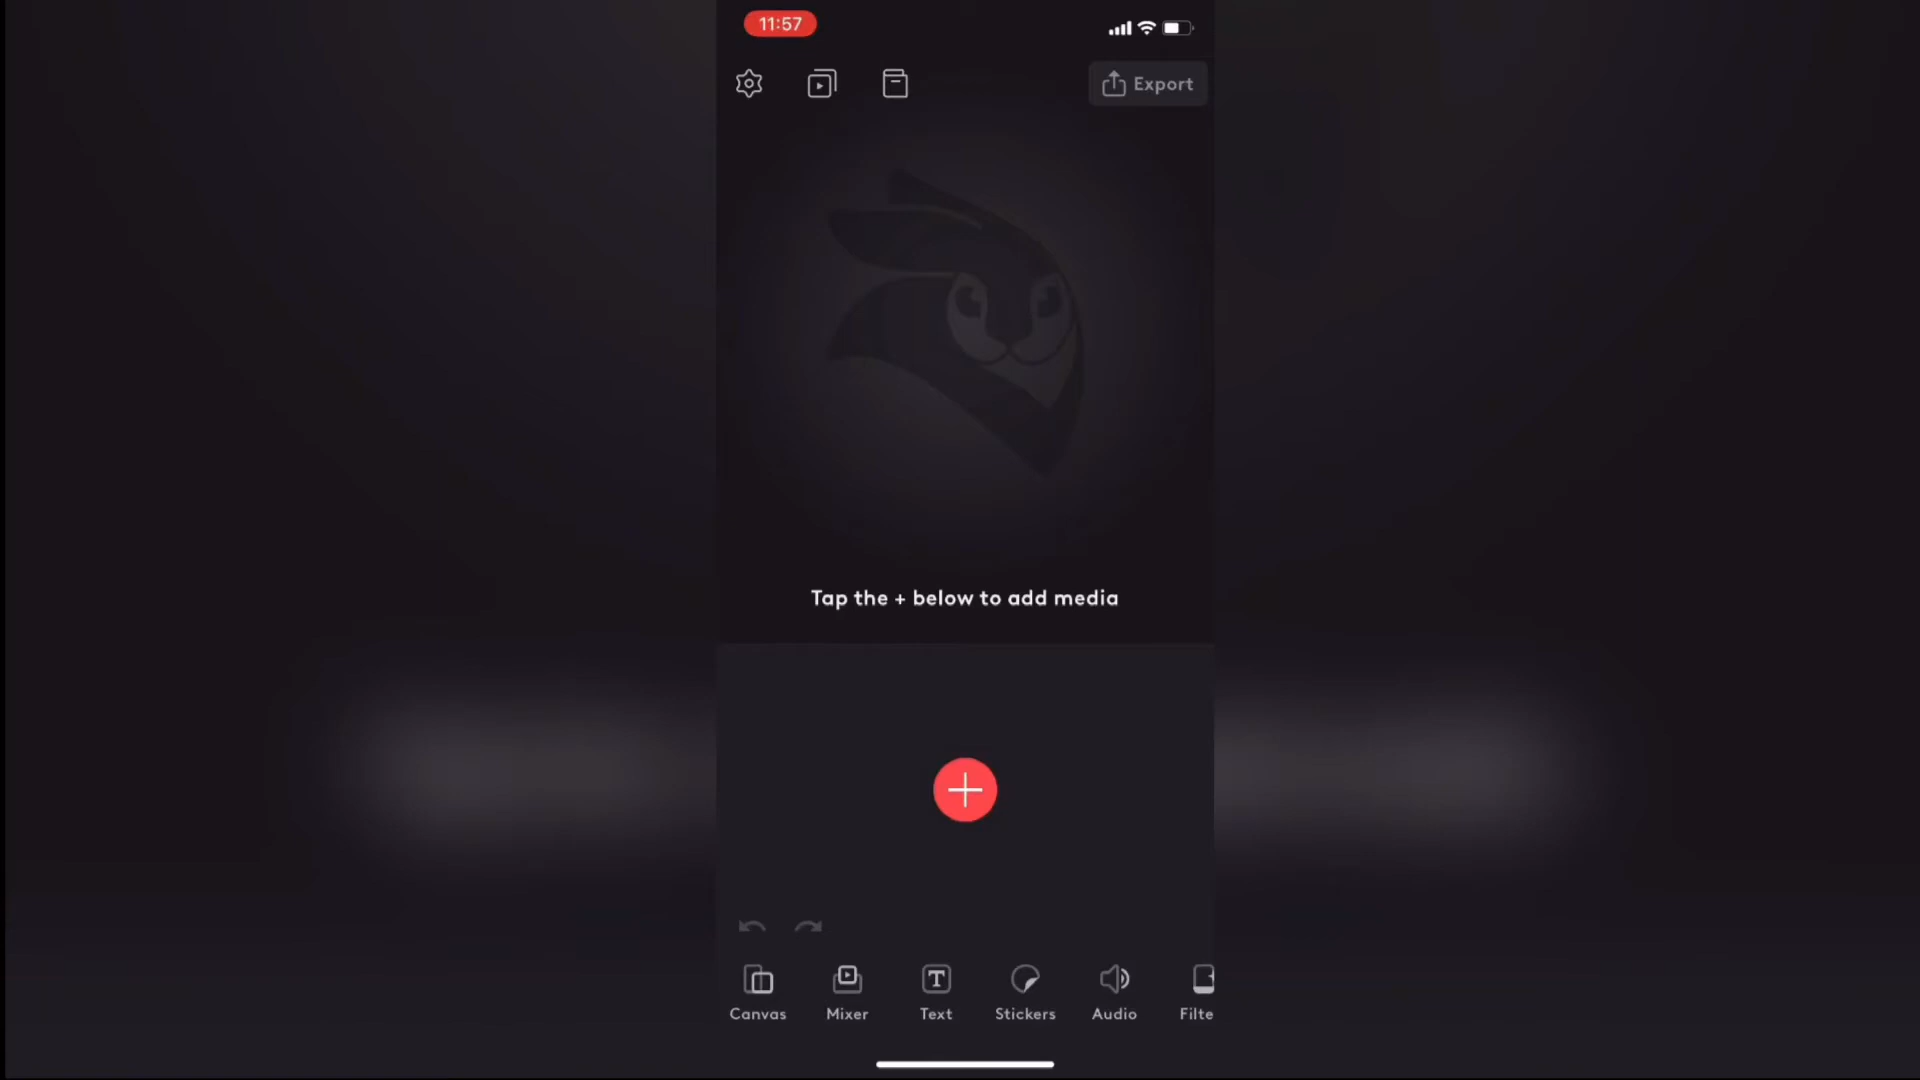 11:57
Export
Tap the + below to add media
Canvas Mixer Text Stickers Audio Filte